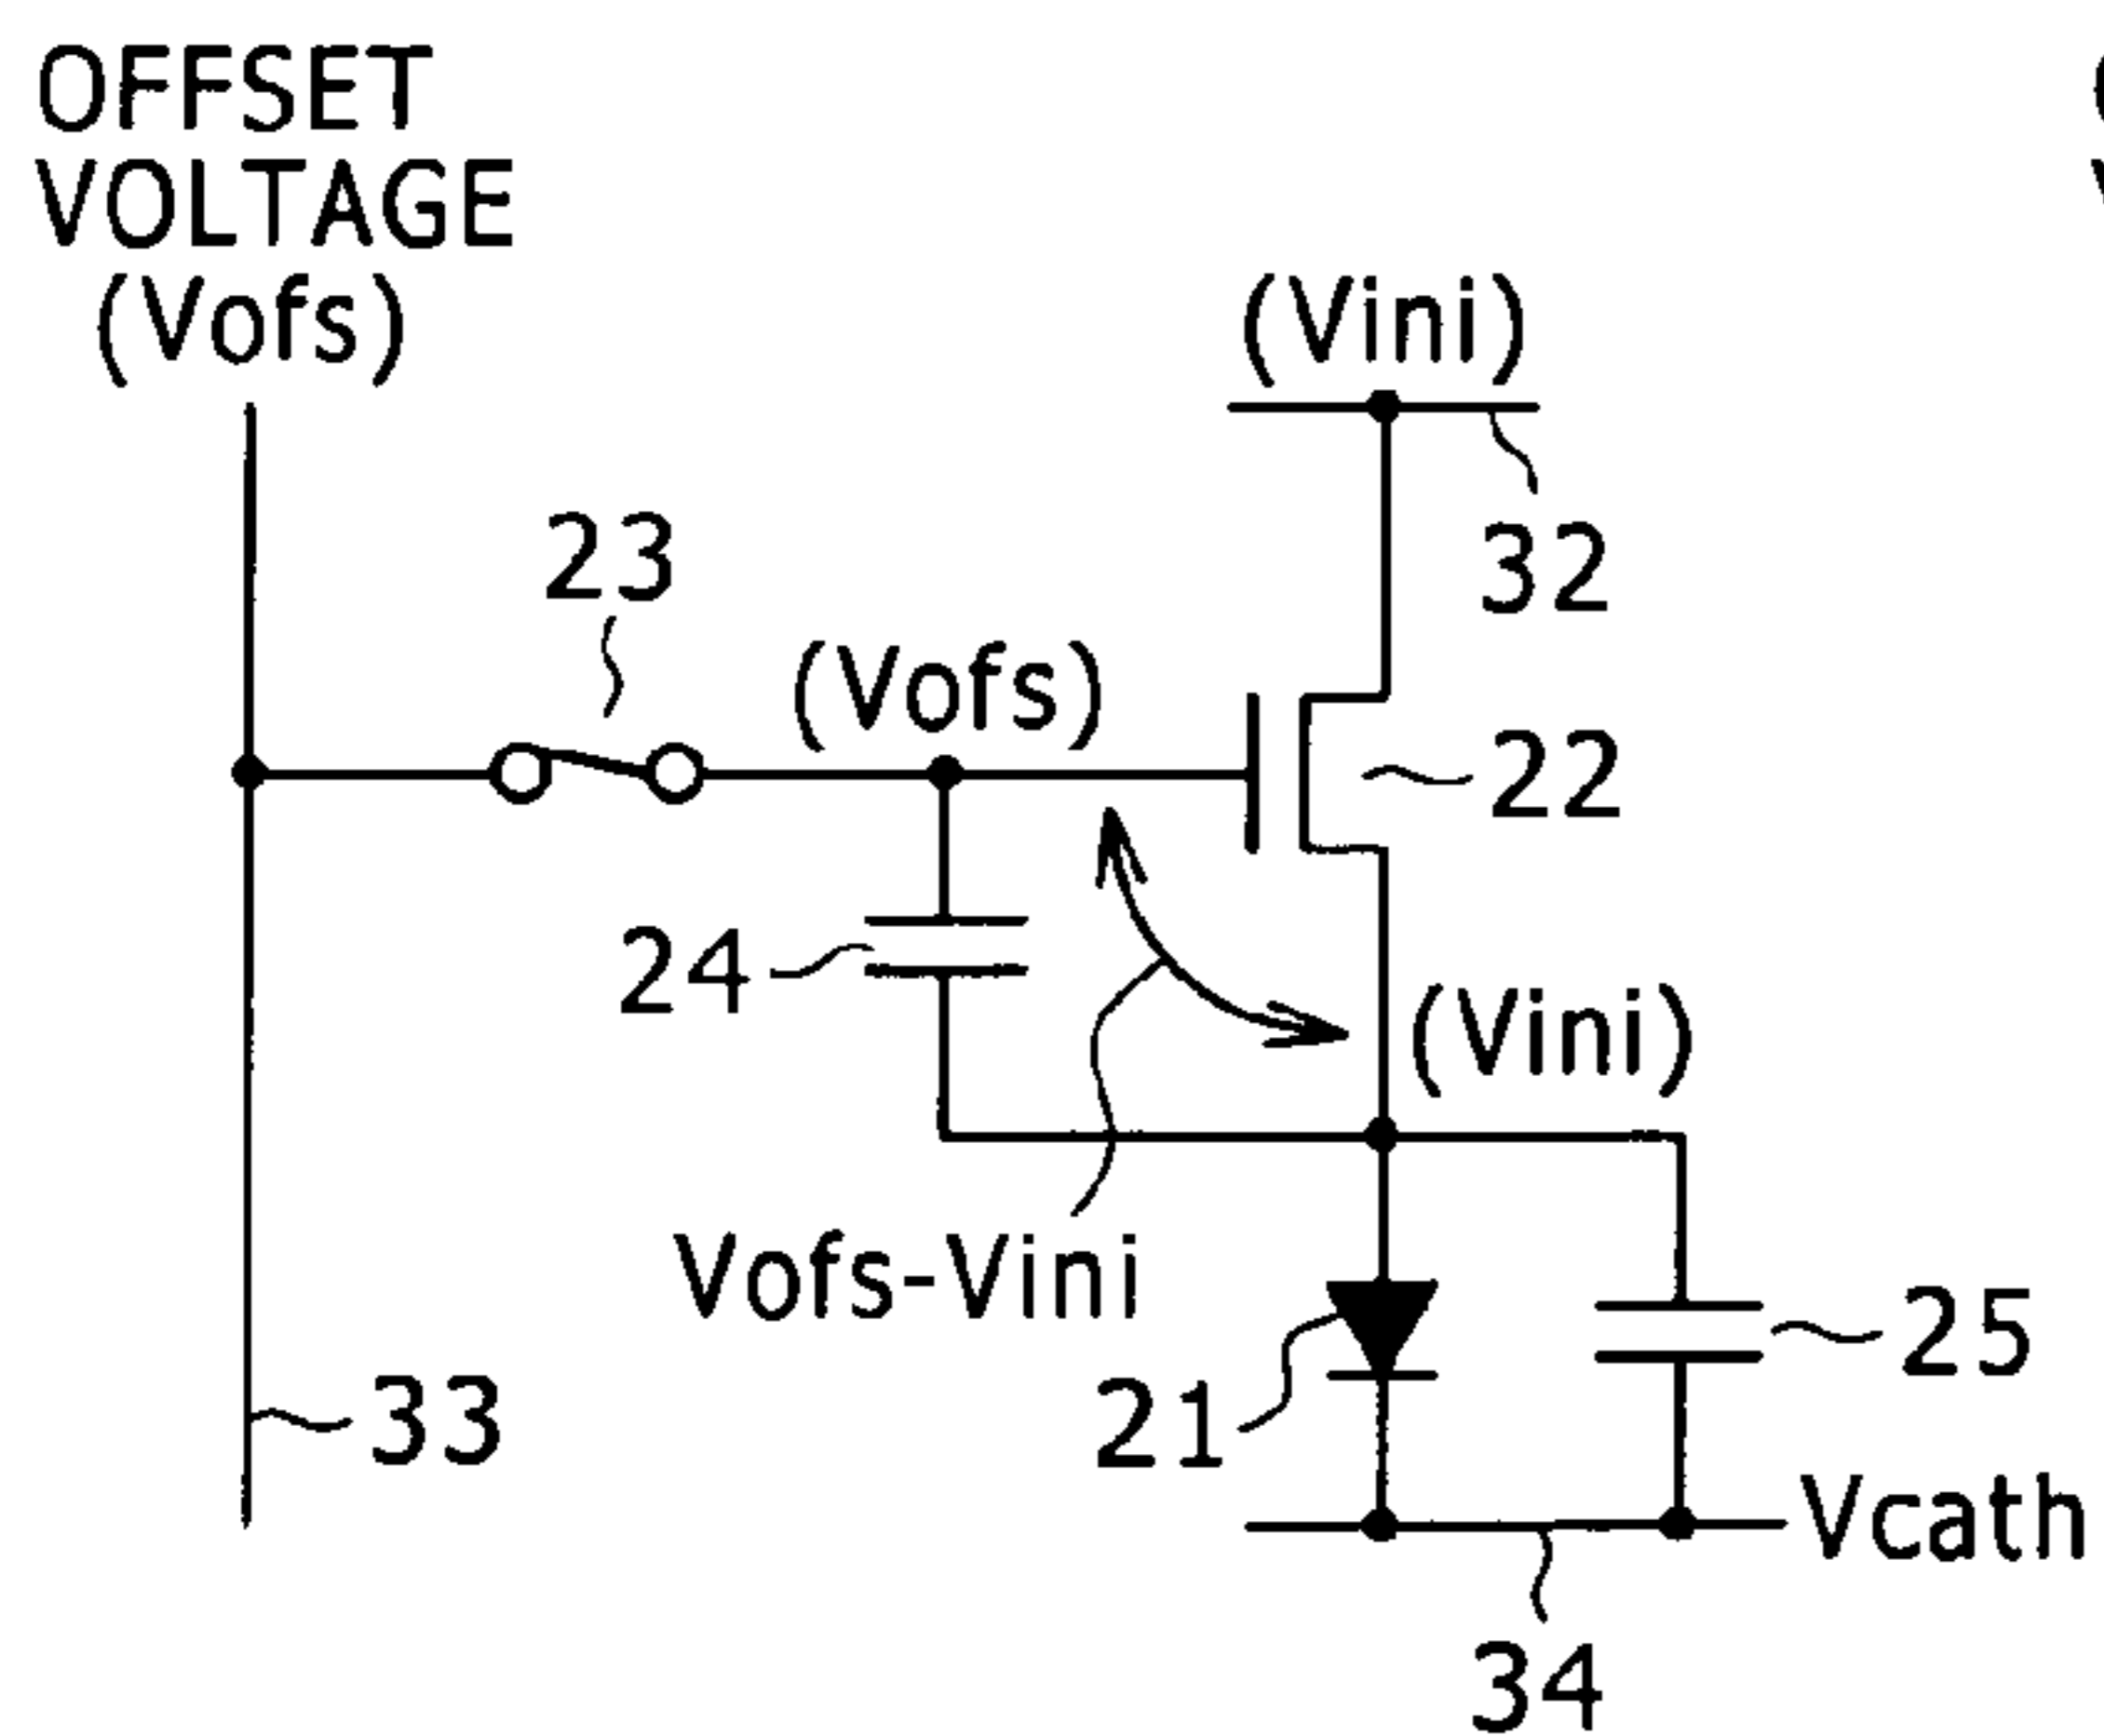 OFFSET
VOLTAGE
(Vofs)
(Vini)
32
23
(Vofs)
22
24
(Vini)
Vofs-Vini
25
21
33
Vcath
34